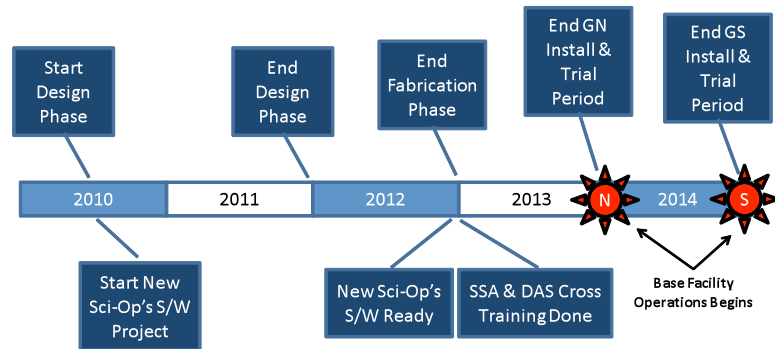 Start
Design
Phase
End
Design
Phase
End
Fabrication
Phase
End GN
Install &
Trial
Period
End GS
Install &
Trial
Period
2010
2011
2012
2013
N
2014
S
Start New
Sci-Op's S/W
Project
New Sci-Op's
S/W Ready
SSA & DAS Cross
Training Done
Base Facility
Operations Begins